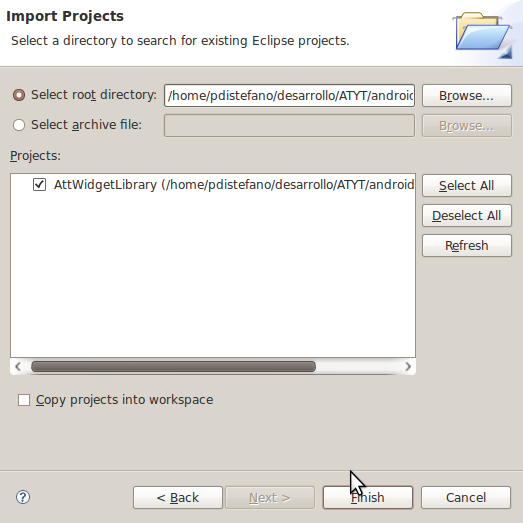 Import Projects
Select a directory to search for existing Eclipse projects.
Select root directory: /home/pdistefano/desarrollo/ATYT/android Browse...
Select archive file: Browse...
Projects:
AttWidgetLibrary (/home/pdistefano/desarrollo/ATYT/android
Select All
Deselect All
Refresh
Copy projects into workspace
? < Back Next > Finish Cancel